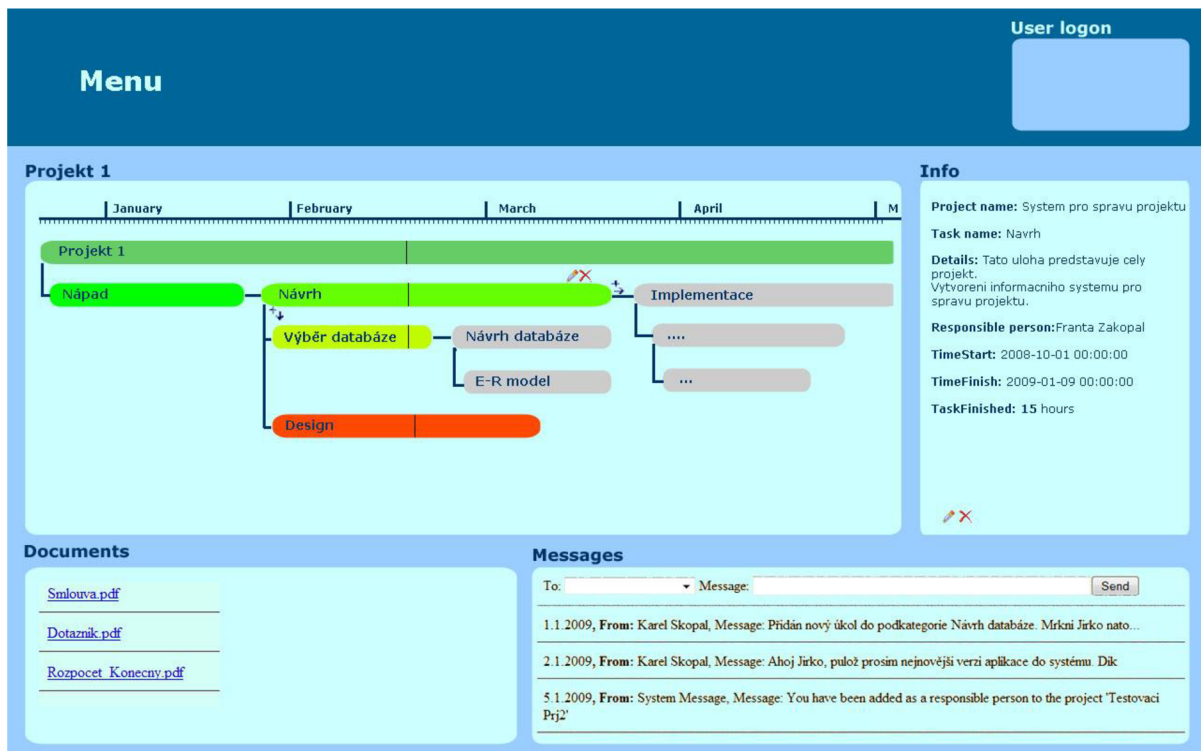 User logon
Menu
Projekt 1
January February March April M
Projekt 1
Nápad Návrh Implementace
Výběr databáze Návrh databáze ....
E-R model ...
Design
Info
Project name: System pro spravu projektu
Task name: Navrh
Details: Tato uloha predstavuje cely
projekt.
Vytvoreni informacniho systemu pro
spravu projektu.
Responsible person:Franta Zakopal
TimeStart: 2008-10-01 00:00:00
TimeFinish: 2009-01-09 00:00:00
TaskFinished: 15 hours
Documents
Smlouva.pdf
Dotaznik.pdf
Rozpocet_Konecny.pdf
Messages
To: Message: Send
1.1.2009, From: Karel Skopal, Message: Přidán nový úkol do podkategorie Návrh databáze. Mrkni Jirko nato...
2.1.2009, From: Karel Skopal, Message: Ahoj Jirko, pulož prosim nejnovější verzi aplikace do systému. Dik
5.1.2009, From: System Message, Message: You have been added as a responsible person to the project 'Testovaci
Prj2'